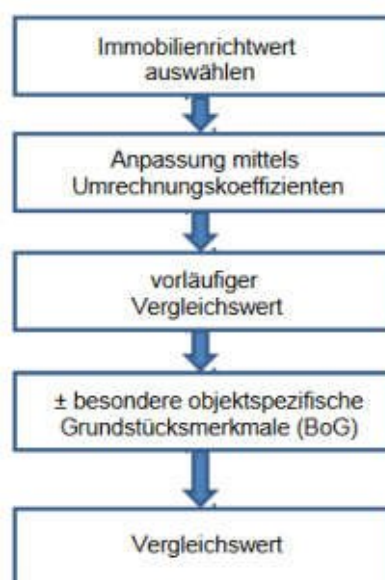 Immobilienrichtwert
auswählen
Anpassung mittels
Umrechnungskoeffizienten
vorläufiger
Vergleichswert
± besondere objektspezifische
Grundstücksmerkmale (BoG)
Vergleichswert